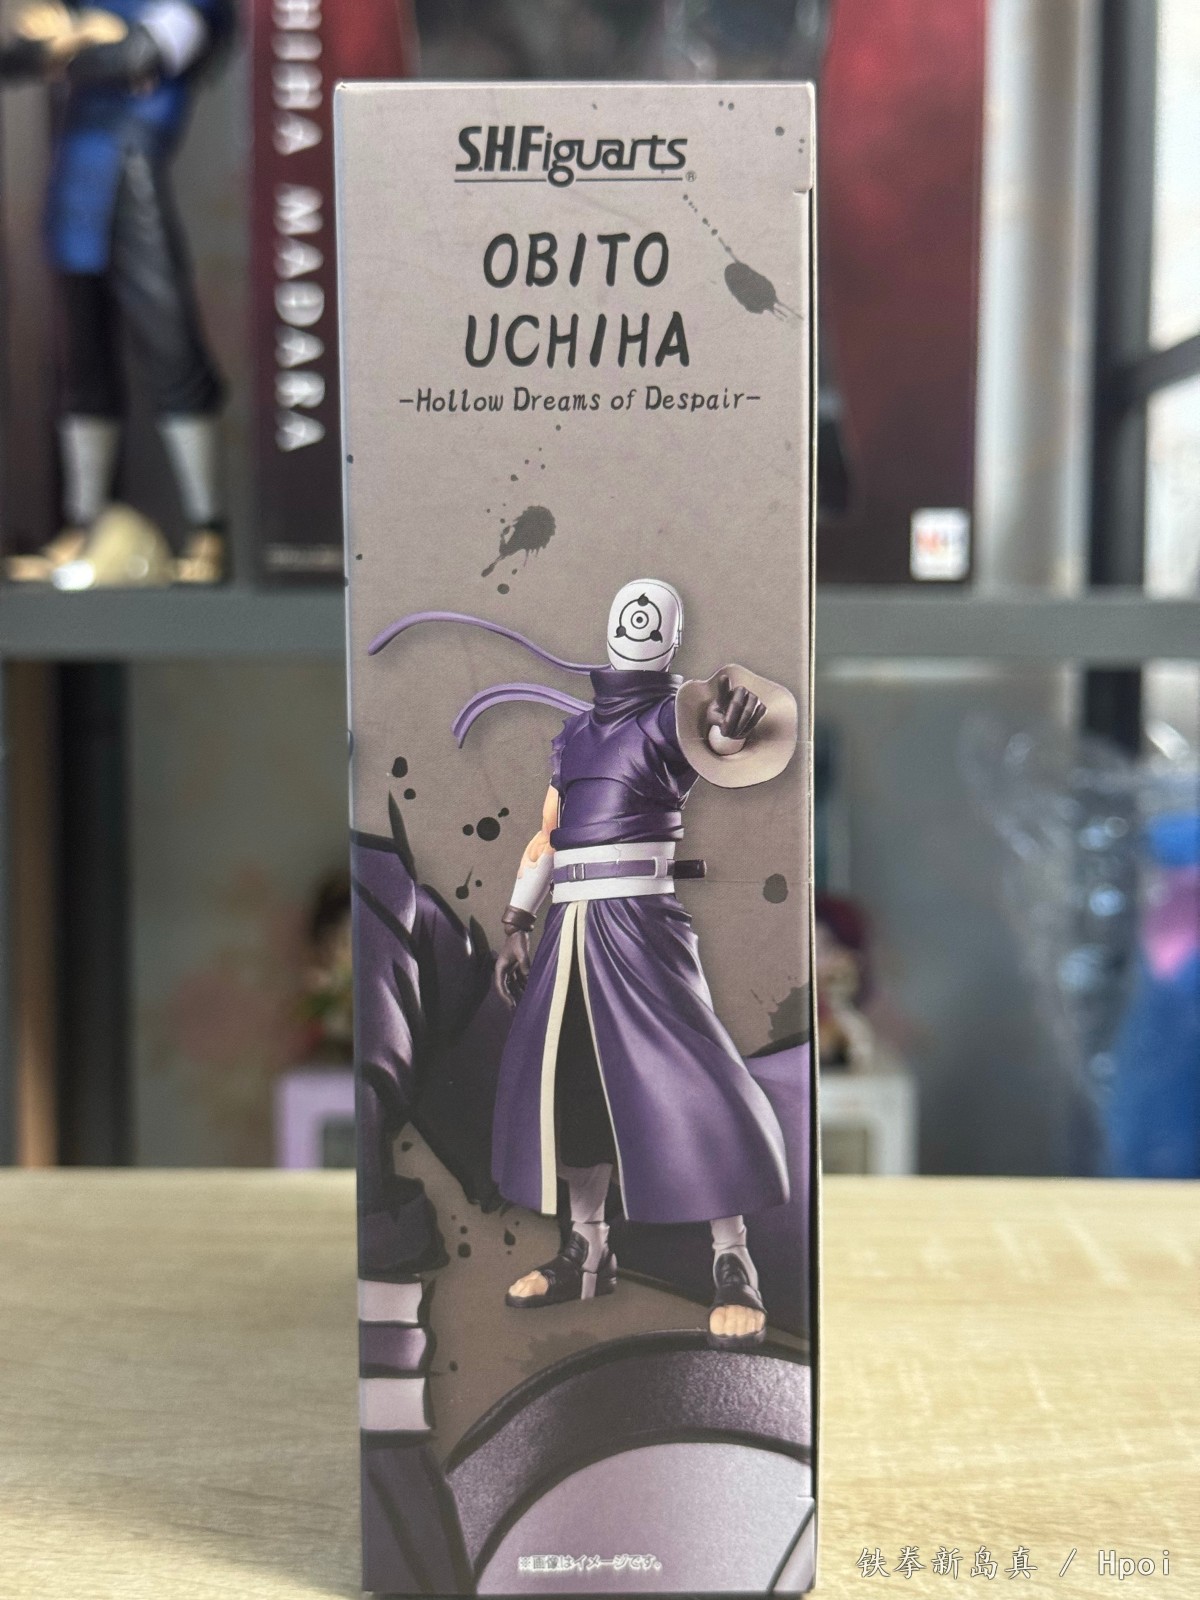 S.H.Figuarts®
OBITO
UCHIHA
-Hollow Dreams of Despair-
MADARA
※画像はイメージです。
铁拳新岛真 / Hpoi